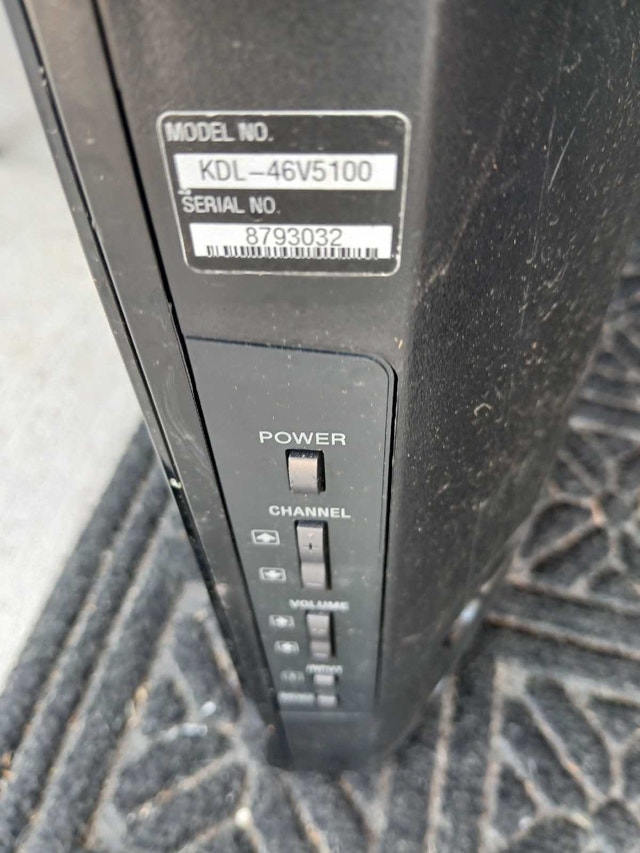 MODEL NO.
KDL-46V5100
SERIAL NO.
8793032
POWER
CHANNEL
+
VOLUME